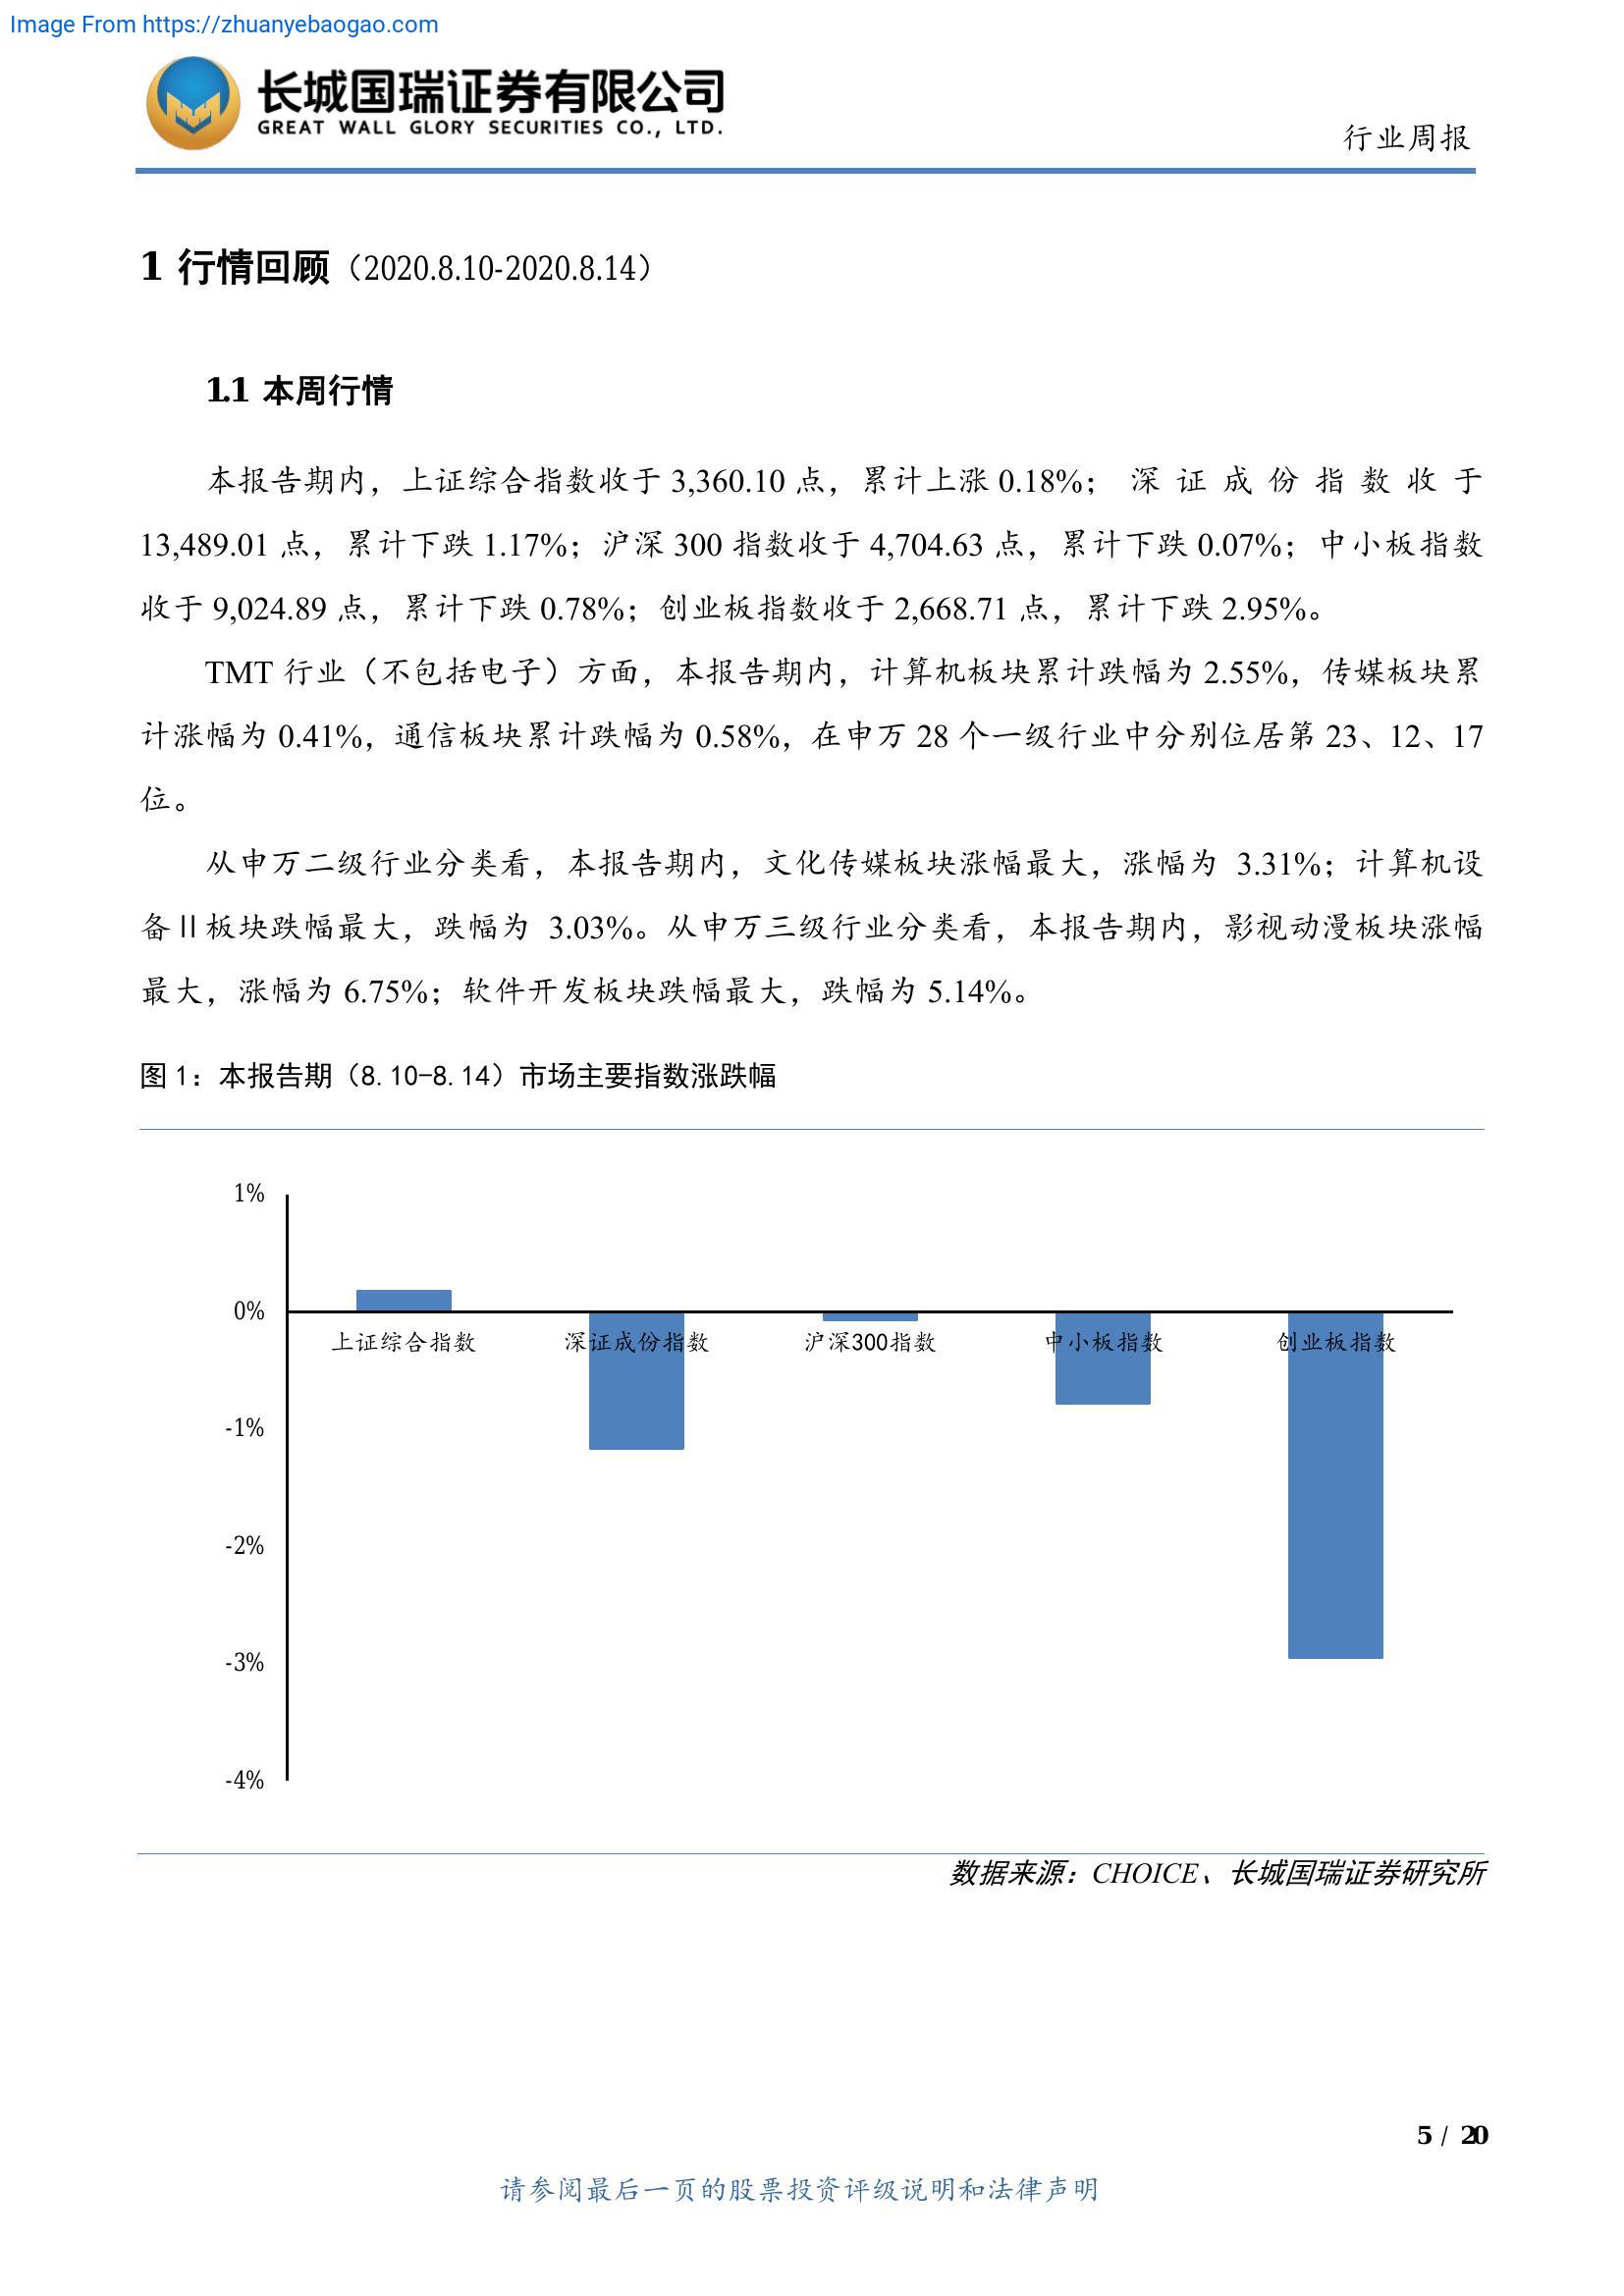 Image From https://zhuanyebaogao.com
长城国瑞证券有限公司
GREAT WALL GLORY SECURITIES CO., LTD.
行业周报
1 行情回顾（2020.8.10-2020.8.14）
1.1 本周行情
本报告期内，上证综合指数收于 3,360.10 点，累计上涨 0.18%；深证成份指数收于
13,489.01 点，累计下跌 1.17%；沪深 300 指数收于 4,704.63 点，累计下跌 0.07%；中小板指数
收于 9,024.89 点，累计下跌 0.78%；创业板指数收于 2,668.71 点，累计下跌 2.95%。
TMT 行业（不包括电子）方面，本报告期内，计算机板块累计跌幅为 2.55%，传媒板块累
计涨幅为 0.41%，通信板块累计跌幅为 0.58%，在申万 28 个一级行业中分别位居第 23、12、17
位。
从申万二级行业分类看，本报告期内，文化传媒板块涨幅最大，涨幅为 3.31%；计算机设
备Ⅱ板块跌幅最大，跌幅为 3.03%。从申万三级行业分类看，本报告期内，影视动漫板块涨幅
最大，涨幅为 6.75%；软件开发板块跌幅最大，跌幅为 5.14%。
图 1：本报告期（8.10-8.14）市场主要指数涨跌幅
1%
0%
上证综合指数 深证成份指数 沪深300指数 中小板指数 创业板指数
-1%
-2%
-3%
-4%
数据来源：CHOICE、长城国瑞证券研究所
5 / 20
请参阅最后一页的股票投资评级说明和法律声明